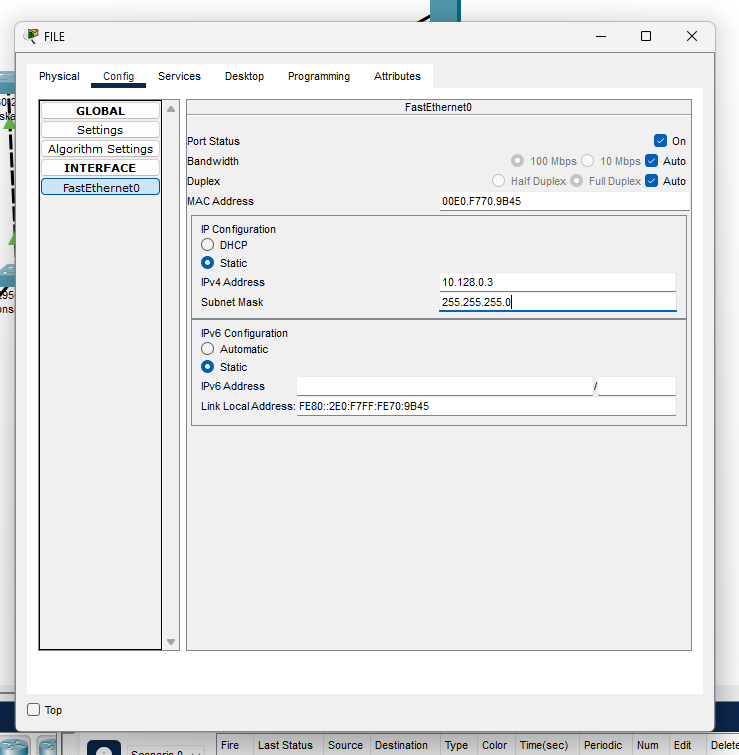 FILE
Physical Config Services Desktop Programming Attributes
GLOBAL
Settings
Algorithm Settings
INTERFACE
FastEthernet0
FastEthernet0
Port Status On
Bandwidth 100 Mbps 10 Mbps Auto
Duplex Half Duplex Full Duplex Auto
MAC Address 00E0.F770.9B45
IP Configuration
DHCP
Static
IPv4 Address 10.128.0.3
Subnet Mask 255.255.255.0
IPv6 Configuration
Automatic
Static
IPv6 Address /
Link Local Address: FE80::2E0:F7FF:FE70:9B45
Top
Fire Last Status Source Destination Type Color Time(sec) Periodic Num Edit Delete
Scenario 0